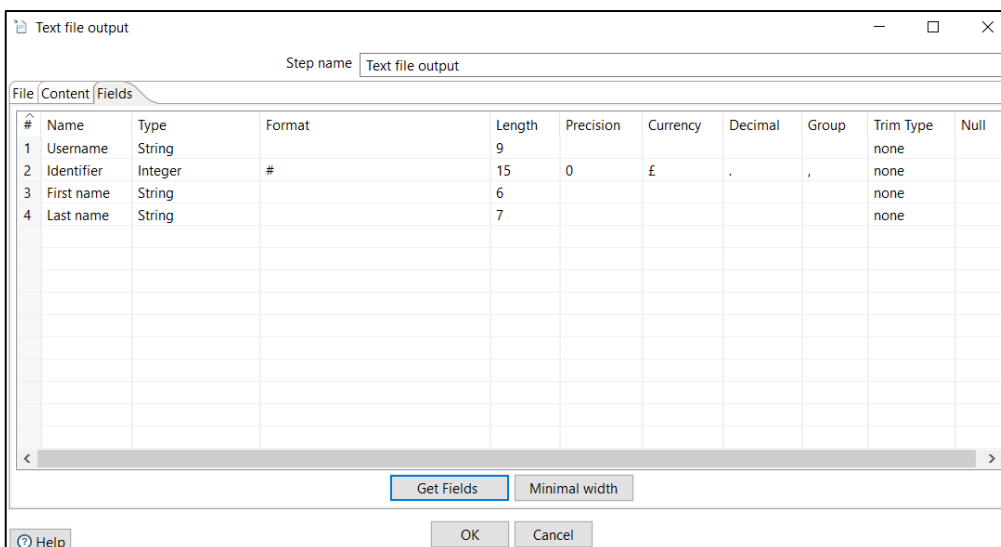 Text file output
Step name Text file output
File Content Fields
# Name Type Format Length Precision Currency Decimal Group Trim Type Null
1 Username String 9 none
2 Identifier Integer # 15 0 £ . , none
3 First name String 6 none
4 Last name String 7 none
Get Fields Minimal width
OK Cancel
Help